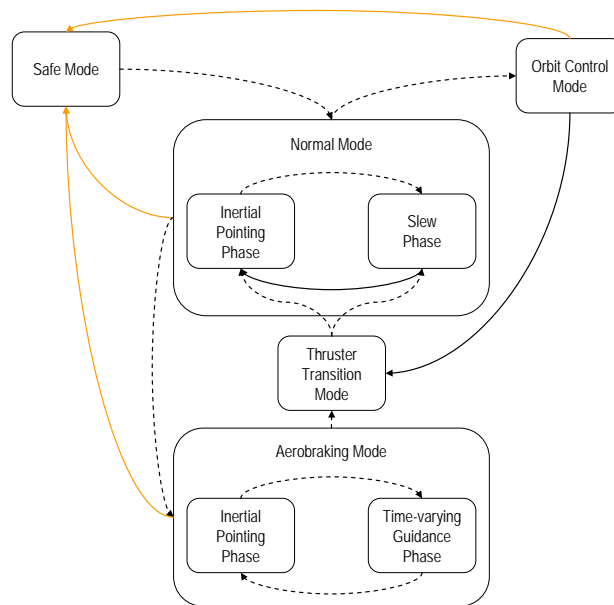 Safe Mode
Orbit Control
Mode
Normal Mode
Inertial
Pointing
Phase
Slew
Phase
Thruster
Transition
Mode
Aerobraking Mode
Inertial
Pointing
Phase
Time-varying
Guidance
Phase